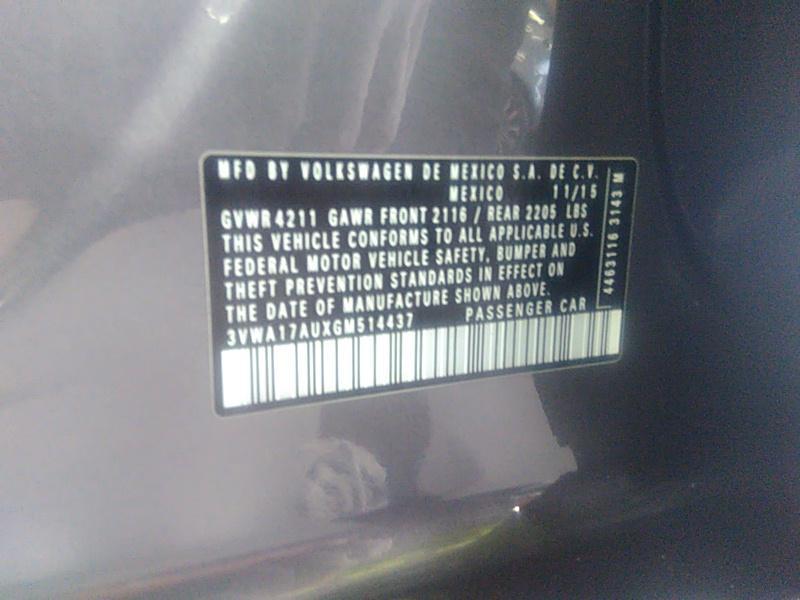 MFD BY VOLKSWAGEN DE MEXICO S.A. DE C.V.
MEXICO 11/15
GVWR 4211 GAWR FRONT 2116 / REAR 2205 LBS
THIS VEHICLE CONFORMS TO ALL APPLICABLE U.S.
FEDERAL MOTOR VEHICLE SAFETY, BUMPER AND
THEFT PREVENTION STANDARDS IN EFFECT ON
THE DATE OF MANUFACTURE SHOWN ABOVE.
3VWA17AUXGM514437 PASSENGER CAR
4463116 3143 M